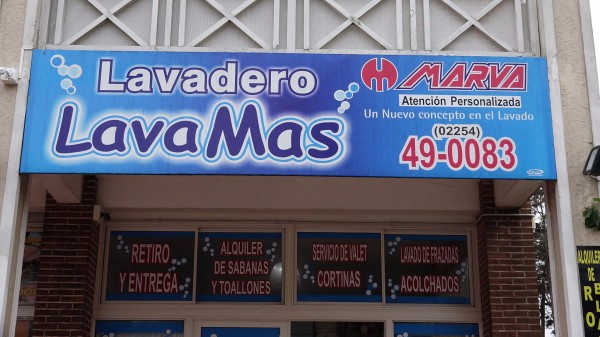 Lavadero
LavaMas
MARVA
Atención Personalizada
Un Nuevo concepto en el Lavado
(02254)
49-0083
RETIRO
Y ENTREGA
ALQUILER
DE SABANAS
Y TOALLONES
SERVICIO DE VALET
CORTINAS
LAVADO DE FRAZADAS
ACOLCHADOS
ALQUILER
DE